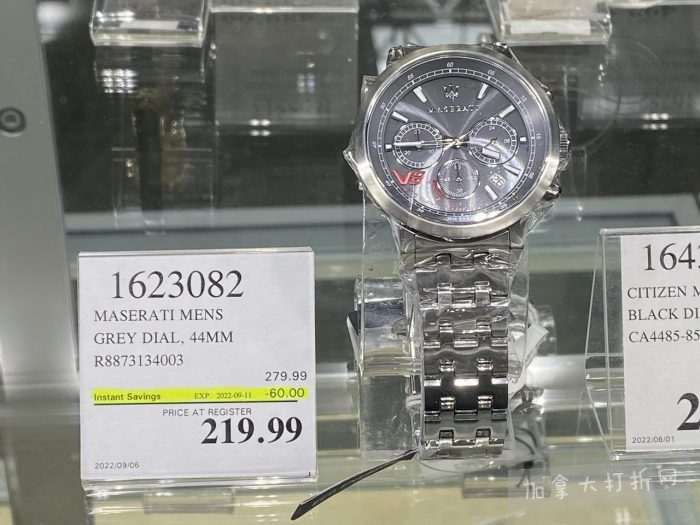 MASERATI
1623082
MASERATI MENS
GREY DIAL, 44MM
R8873134003
279.99
Instant Savings EXP. 2022-09-11 -60.00
PRICE AT REGISTER
219.99
2022/09/06
CITIZEN M
BLACK DI
CA4485-85
2
2022/06/01
加拿大打折网